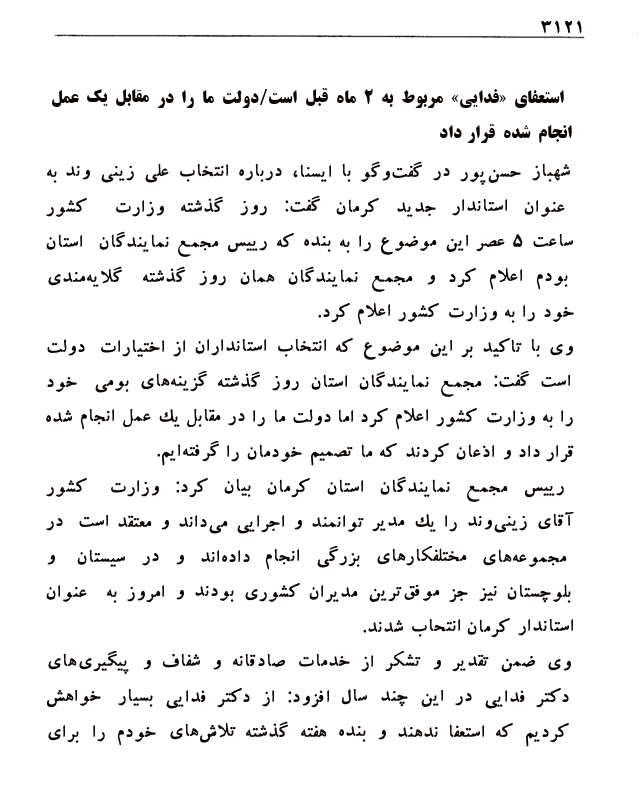 ۳۱۲۱
استعفای «فدایی» مربوط به ۲ ماه قبل است/دولت ما را در مقابل یک عمل
انجام شده قرار داد
شهباز حسن‌پور در گفت‌وگو با ایسنا، درباره انتخاب علی زینی وند به
عنوان استاندار جدید کرمان گفت: روز گذشته وزارت کشور
ساعت ۵ عصر این موضوع را به بنده که رییس مجمع نمایندگان استان
بودم اعلام کرد و مجمع نمایندگان همان روز گذشته گلایه‌مندی
خود را به وزارت کشور اعلام کرد.
وی با تاکید بر این موضوع که انتخاب استانداران از اختیارات دولت
است گفت: مجمع نمایندگان استان روز گذشته گزینه‌های بومی خود
را به وزارت کشور اعلام کرد اما دولت ما را در مقابل یك عمل انجام شده
قرار داد و اذعان کردند که ما تصمیم خودمان را گرفته‌ایم.
رییس مجمع نمایندگان استان کرمان بیان کرد: وزارت کشور
آقای زینی‌وند را یك مدیر توانمند و اجرایی می‌داند و معتقد است در
مجموعه‌های مختلفکارهای بزرگی انجام داده‌اند و در سیستان و
بلوچستان نیز جز موفق‌ترین مدیران کشوری بودند و امروز به عنوان
استاندار کرمان انتحاب شدند.
وی ضمن تقدیر و تشکر از خدمات صادقانه و شفاف و پیگیری‌های
دکتر فدایی در این چند سال افزود: از دکتر فدایی بسیار خواهش
کردیم که استعفا ندهند و بنده هفته گذشته تلاش‌های خودم را برای